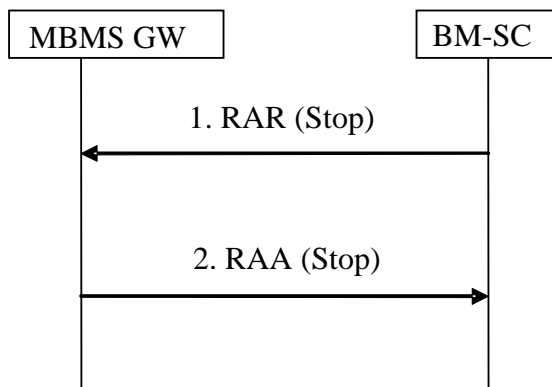 MBMS GW
BM-SC
1. RAR (Stop)
2. RAA (Stop)